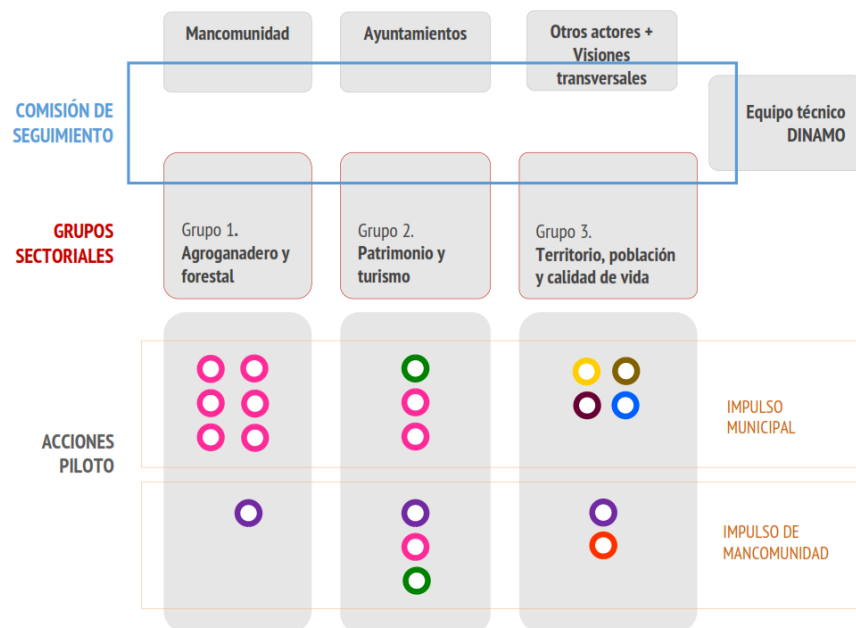 Mancomunidad
Ayuntamientos
Otros actores +
Visiones
transversales
COMISIÓN DE
SEGUIMIENTO
Equipo técnico
DINAMO
GRUPOS
SECTORIALES
Grupo 1.
Agroganadero y
forestal
Grupo 2.
Patrimonio y
turismo
Grupo 3.
Territorio, población
y calidad de vida
ACCIONES
PILOTO
IMPULSO
MUNICIPAL
IMPULSO DE
MANCOMUNIDAD